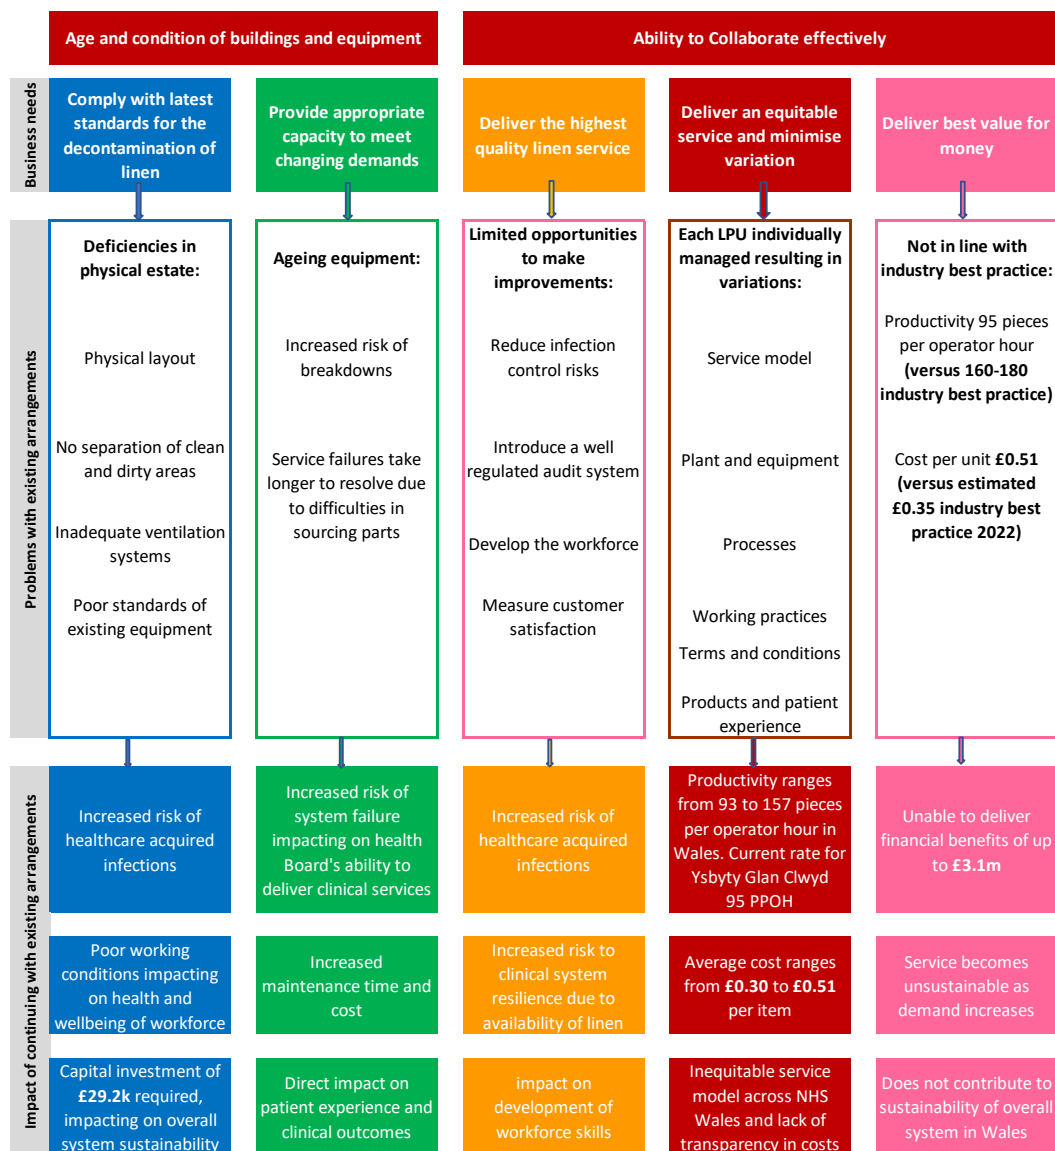 Age and condition of buildings and equipment
Ability to Collaborate effectively
Business needs
Comply with latest
standards for the
decontamination of
linen
Provide appropriate
capacity to meet
changing demands
Deliver the highest
quality linen service
Deliver an equitable
service and minimise
variation
Deliver best value for
money
Problems with existing arrangements
Deficiencies in
physical estate:
Physical layout
No separation of clean
and dirty areas
Inadequate ventilation
systems
Poor standards of
existing equipment
Ageing equipment:
Increased risk of
breakdowns
Service failures take
longer to resolve due
to difficulties in
sourcing parts
Limited opportunities
to make
improvements:
Reduce infection
control risks
Introduce a well
regulated audit system
Develop the workforce
Measure customer
satisfaction
Each LPU individually
managed resulting in
variations:
Service model
Plant and equipment
Processes
Working practices
Terms and conditions
Products and patient
experience
Not in line with
industry best practice:
Productivity 95 pieces
per operator hour
(versus 160-180
industry best practice)
Cost per unit £0.51
(versus estimated
£0.35 industry best
practice 2022)
Impact of continuing with existing arrangements
Increased risk of
healthcare acquired
infections
Increased risk of
system failure
impacting on health
Board's ability to
deliver clinical services
Increased risk of
healthcare acquired
infections
Productivity ranges
from 93 to 157 pieces
per operator hour in
Wales. Current rate for
Ysbyty Glan Clwyd
95 PPOH
Unable to deliver
financial benefits of up
to £3.1m
Poor working
conditions impacting
on health and
wellbeing of workforce
Increased
maintenance time and
cost
Increased risk to
clinical system
resilience due to
availability of linen
Average cost ranges
from £0.30 to £0.51
per item
Service becomes
unsustainable as
demand increases
Capital investment of
£29.2k required,
impacting on overall
system sustainability
Direct impact on
patient experience and
clinical outcomes
impact on
development of
workforce skills
Inequitable service
model across NHS
Wales and lack of
transparency in costs
Does not contribute to
sustainability of overall
system in Wales